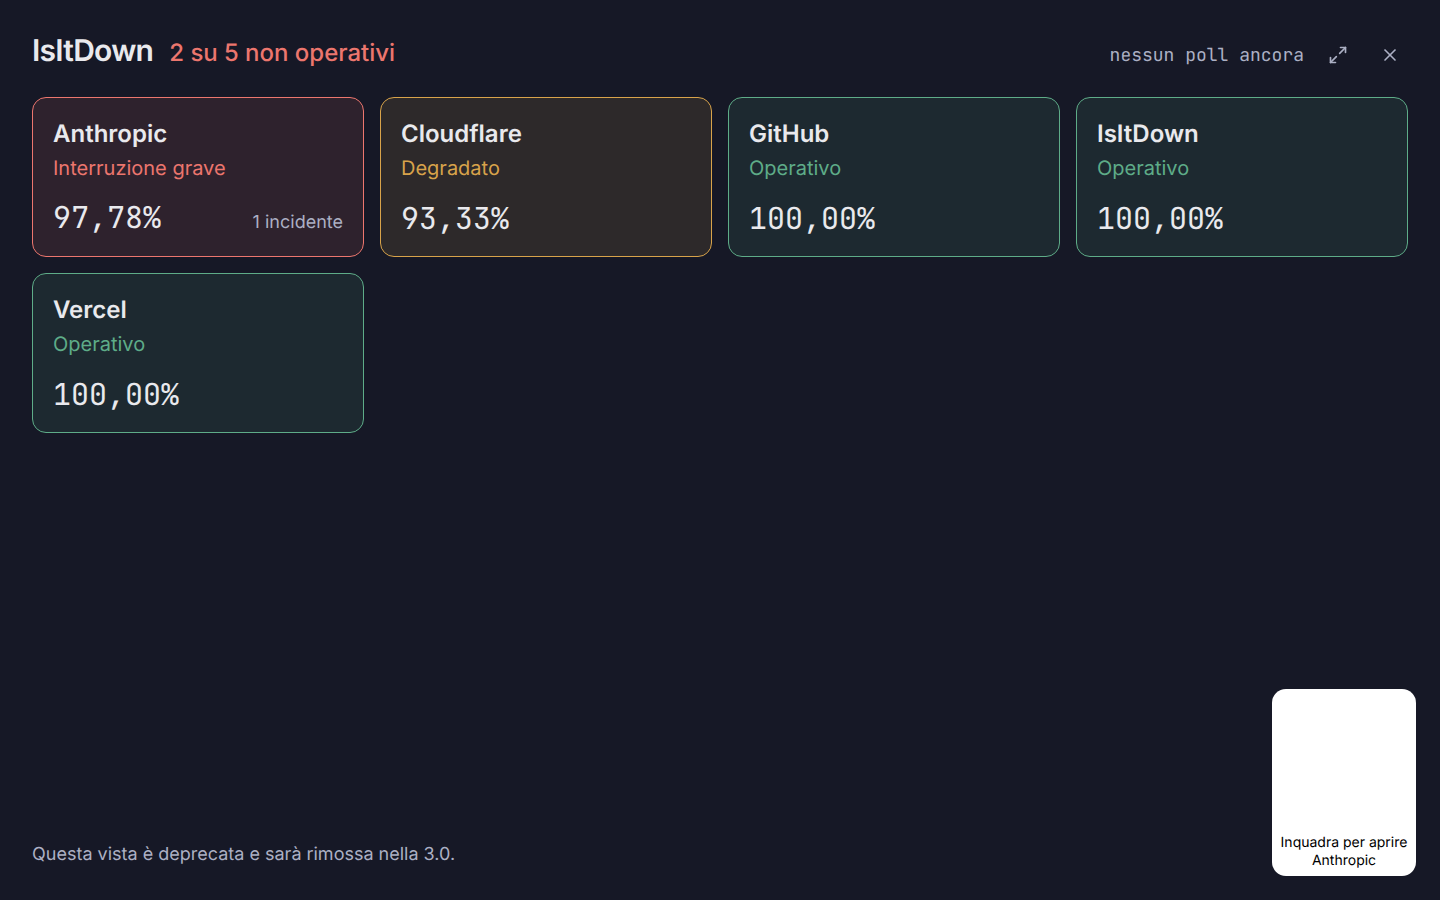 IsItDown 2 su 5 non operativi
nessun poll ancora
Anthropic
Interruzione grave
97,78%
1 incidente
Cloudflare
Degradato
93,33%
GitHub
Operativo
100,00%
IsItDown
Operativo
100,00%
Vercel
Operativo
100,00%
Questa vista è deprecata e sarà rimossa nella 3.0.
Inquadra per aprire
Anthropic